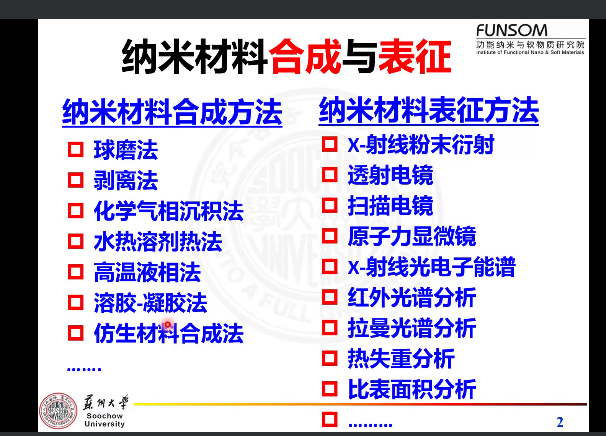 FUNSOM
功能纳米与软物质研究院
Institute of Functional Nano & Soft Materials
纳米材料合成与表征
纳米材料合成方法
球磨法
剥离法
化学气相沉积法
水热溶剂热法
高温液相法
溶胶-凝胶法
仿生材料合成法
.......
纳米材料表征方法
X-射线粉末衍射
透射电镜
扫描电镜
原子力显微镜
X-射线光电子能谱
红外光谱分析
拉曼光谱分析
热失重分析
比表面积分析
.........
蘇州大學
Soochow
University
2